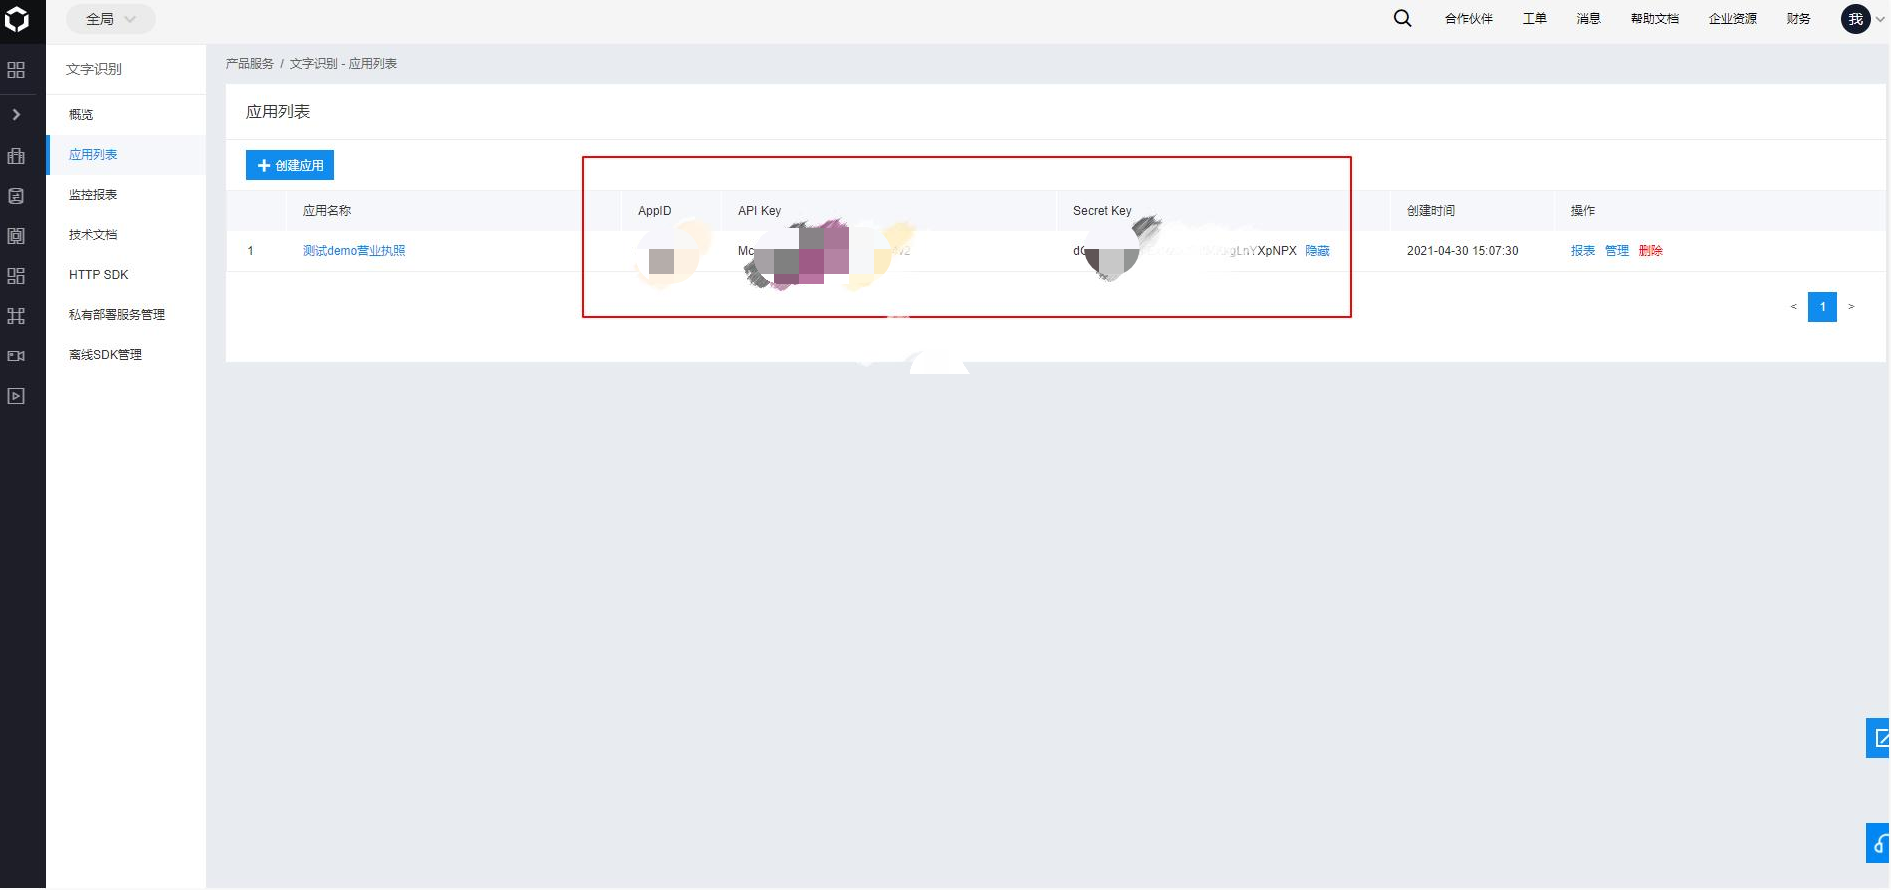 全局
合作伙伴 工单 消息 帮助文档 企业资源 财务 我
文字识别
概览
应用列表
监控报表
技术文档
HTTP SDK
私有部署服务管理
离线SDK管理
产品服务 / 文字识别 - 应用列表
应用列表
创建应用
应用名称 AppID API Key Secret Key 创建时间 操作
1 测试demo营业执照 隐藏 2021-04-30 15:07:30 报表 管理 删除
< 1 >